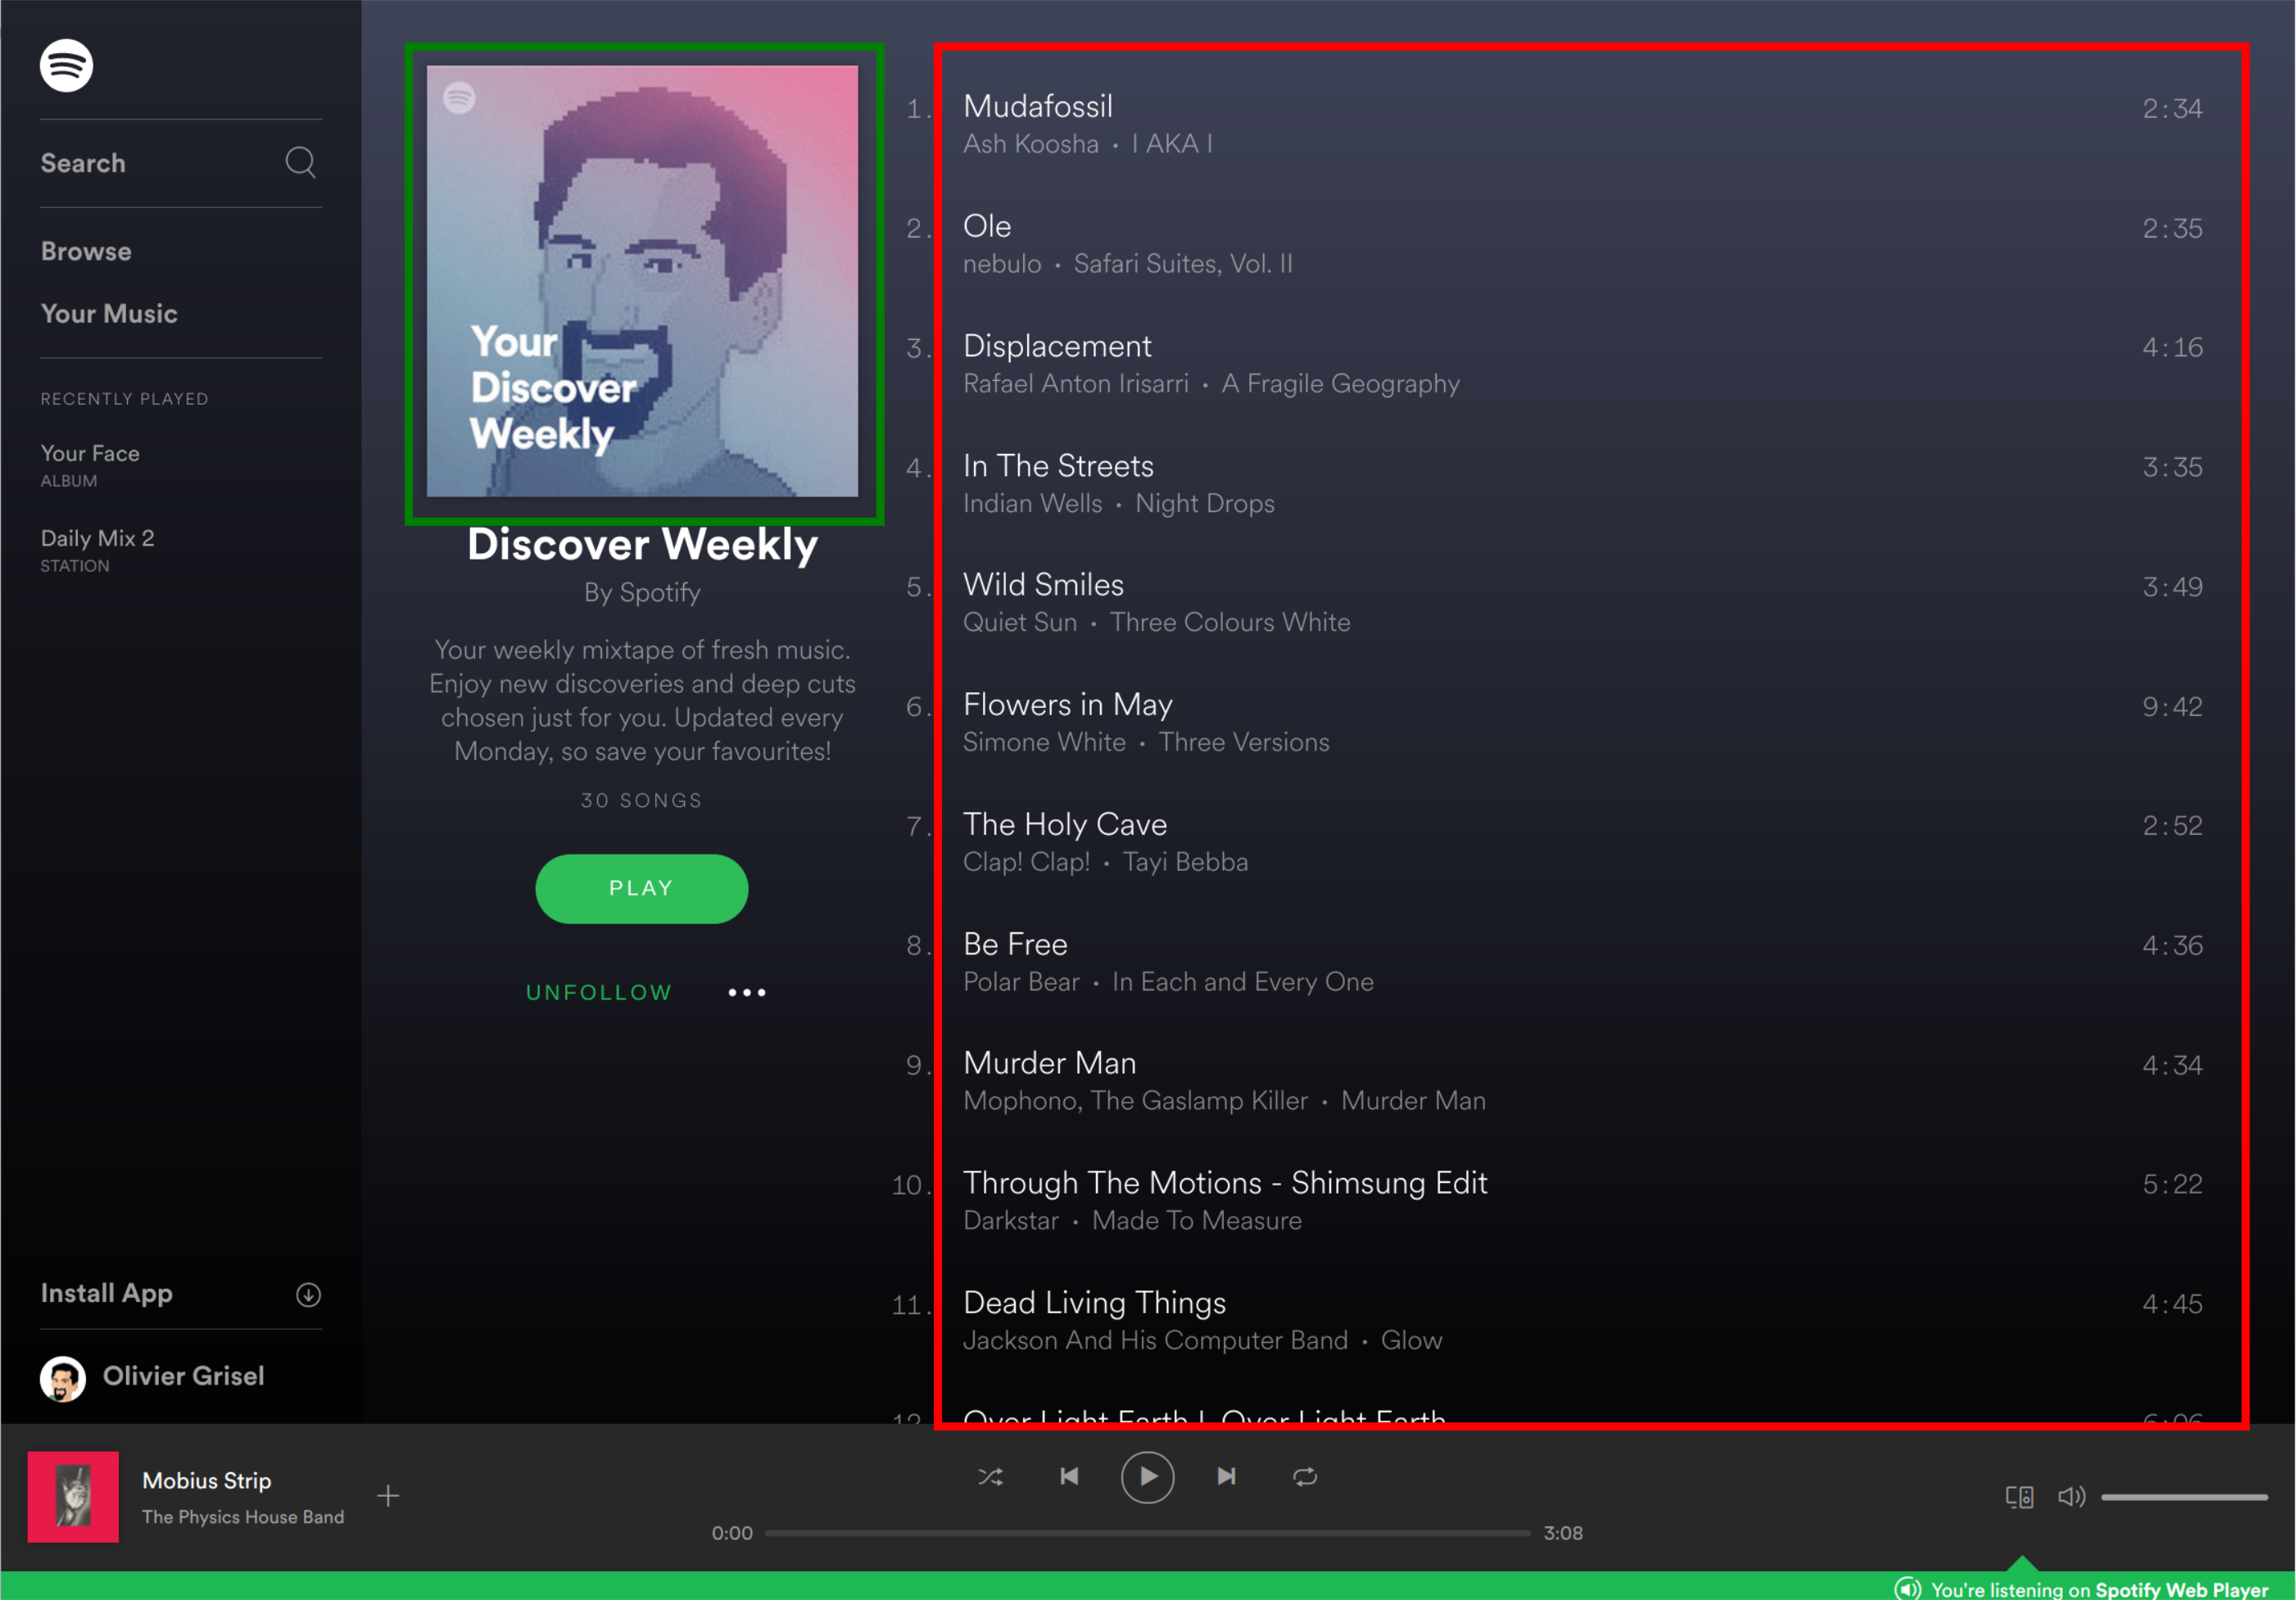 Search
Browse
Your Music
RECENTLY PLAYED
Your Face
ALBUM
Daily Mix 2
STATION
Install App
Olivier Grisel
Your
Discover
Weekly
Discover Weekly
By Spotify
Your weekly mixtape of fresh music.
Enjoy new discoveries and deep cuts
chosen just for you. Updated every
Monday, so save your favourites!
30 SONGS
PLAY
UNFOLLOW
1. Mudafossil 2:34
Ash Koosha • I AKA I
2. Ole 2:35
nebulo • Safari Suites, Vol. II
3. Displacement 4:16
Rafael Anton Irisarri • A Fragile Geography
4. In The Streets 3:35
Indian Wells • Night Drops
5. Wild Smiles 3:49
Quiet Sun • Three Colours White
6. Flowers in May 9:42
Simone White • Three Versions
7. The Holy Cave 2:52
Clap! Clap! • Tayi Bebba
8. Be Free 4:36
Polar Bear • In Each and Every One
9. Murder Man 4:34
Mophono, The Gaslamp Killer • Murder Man
10. Through The Motions - Shimsung Edit 5:22
Darkstar • Made To Measure
11. Dead Living Things 4:45
Jackson And His Computer Band • Glow
12. Over Light Earth I. Over Light Earth 6:06
Mobius Strip
The Physics House Band
0:00 3:08
You're listening on Spotify Web Player